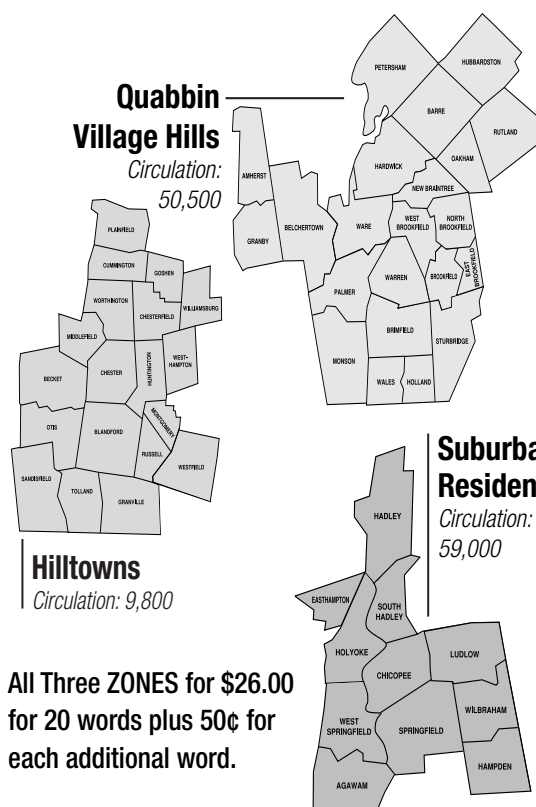 Quabbin
Village Hills
Circulation:
50,500
PETERSHAM
HUBBARDSTON
BARRE
RUTLAND
OAKHAM
HARDWICK
NEW BRAINTREE
AMHERST
BELCHERTOWN
GRANBY
WARE
WEST
BROOKFIELD
NORTH
BROOKFIELD
EAST
BROOKFIELD
BROOKFIELD
WARREN
PALMER
BRIMFIELD
STURBRIDGE
MONSON
WALES
HOLLAND
PLAINFIELD
CUMMINGTON
GOSHEN
WORTHINGTON
CHESTERFIELD
WILLIAMSBURG
MIDDLEFIELD
CHESTER
HUNTINGTON
WEST-
HAMPTON
BECKET
OTIS
BLANDFORD
MONTGOMERY
RUSSELL
WESTFIELD
SANDISFIELD
TOLLAND
GRANVILLE
Hilltowns
Circulation: 9,800
Suburba
Residen
Circulation:
59,000
HADLEY
EASTHAMPTON
SOUTH
HADLEY
HOLYOKE
CHICOPEE
LUDLOW
WEST
SPRINGFIELD
SPRINGFIELD
WILBRAHAM
HAMPDEN
AGAWAM
All Three ZONES for $26.00
for 20 words plus 50¢ for
each additional word.